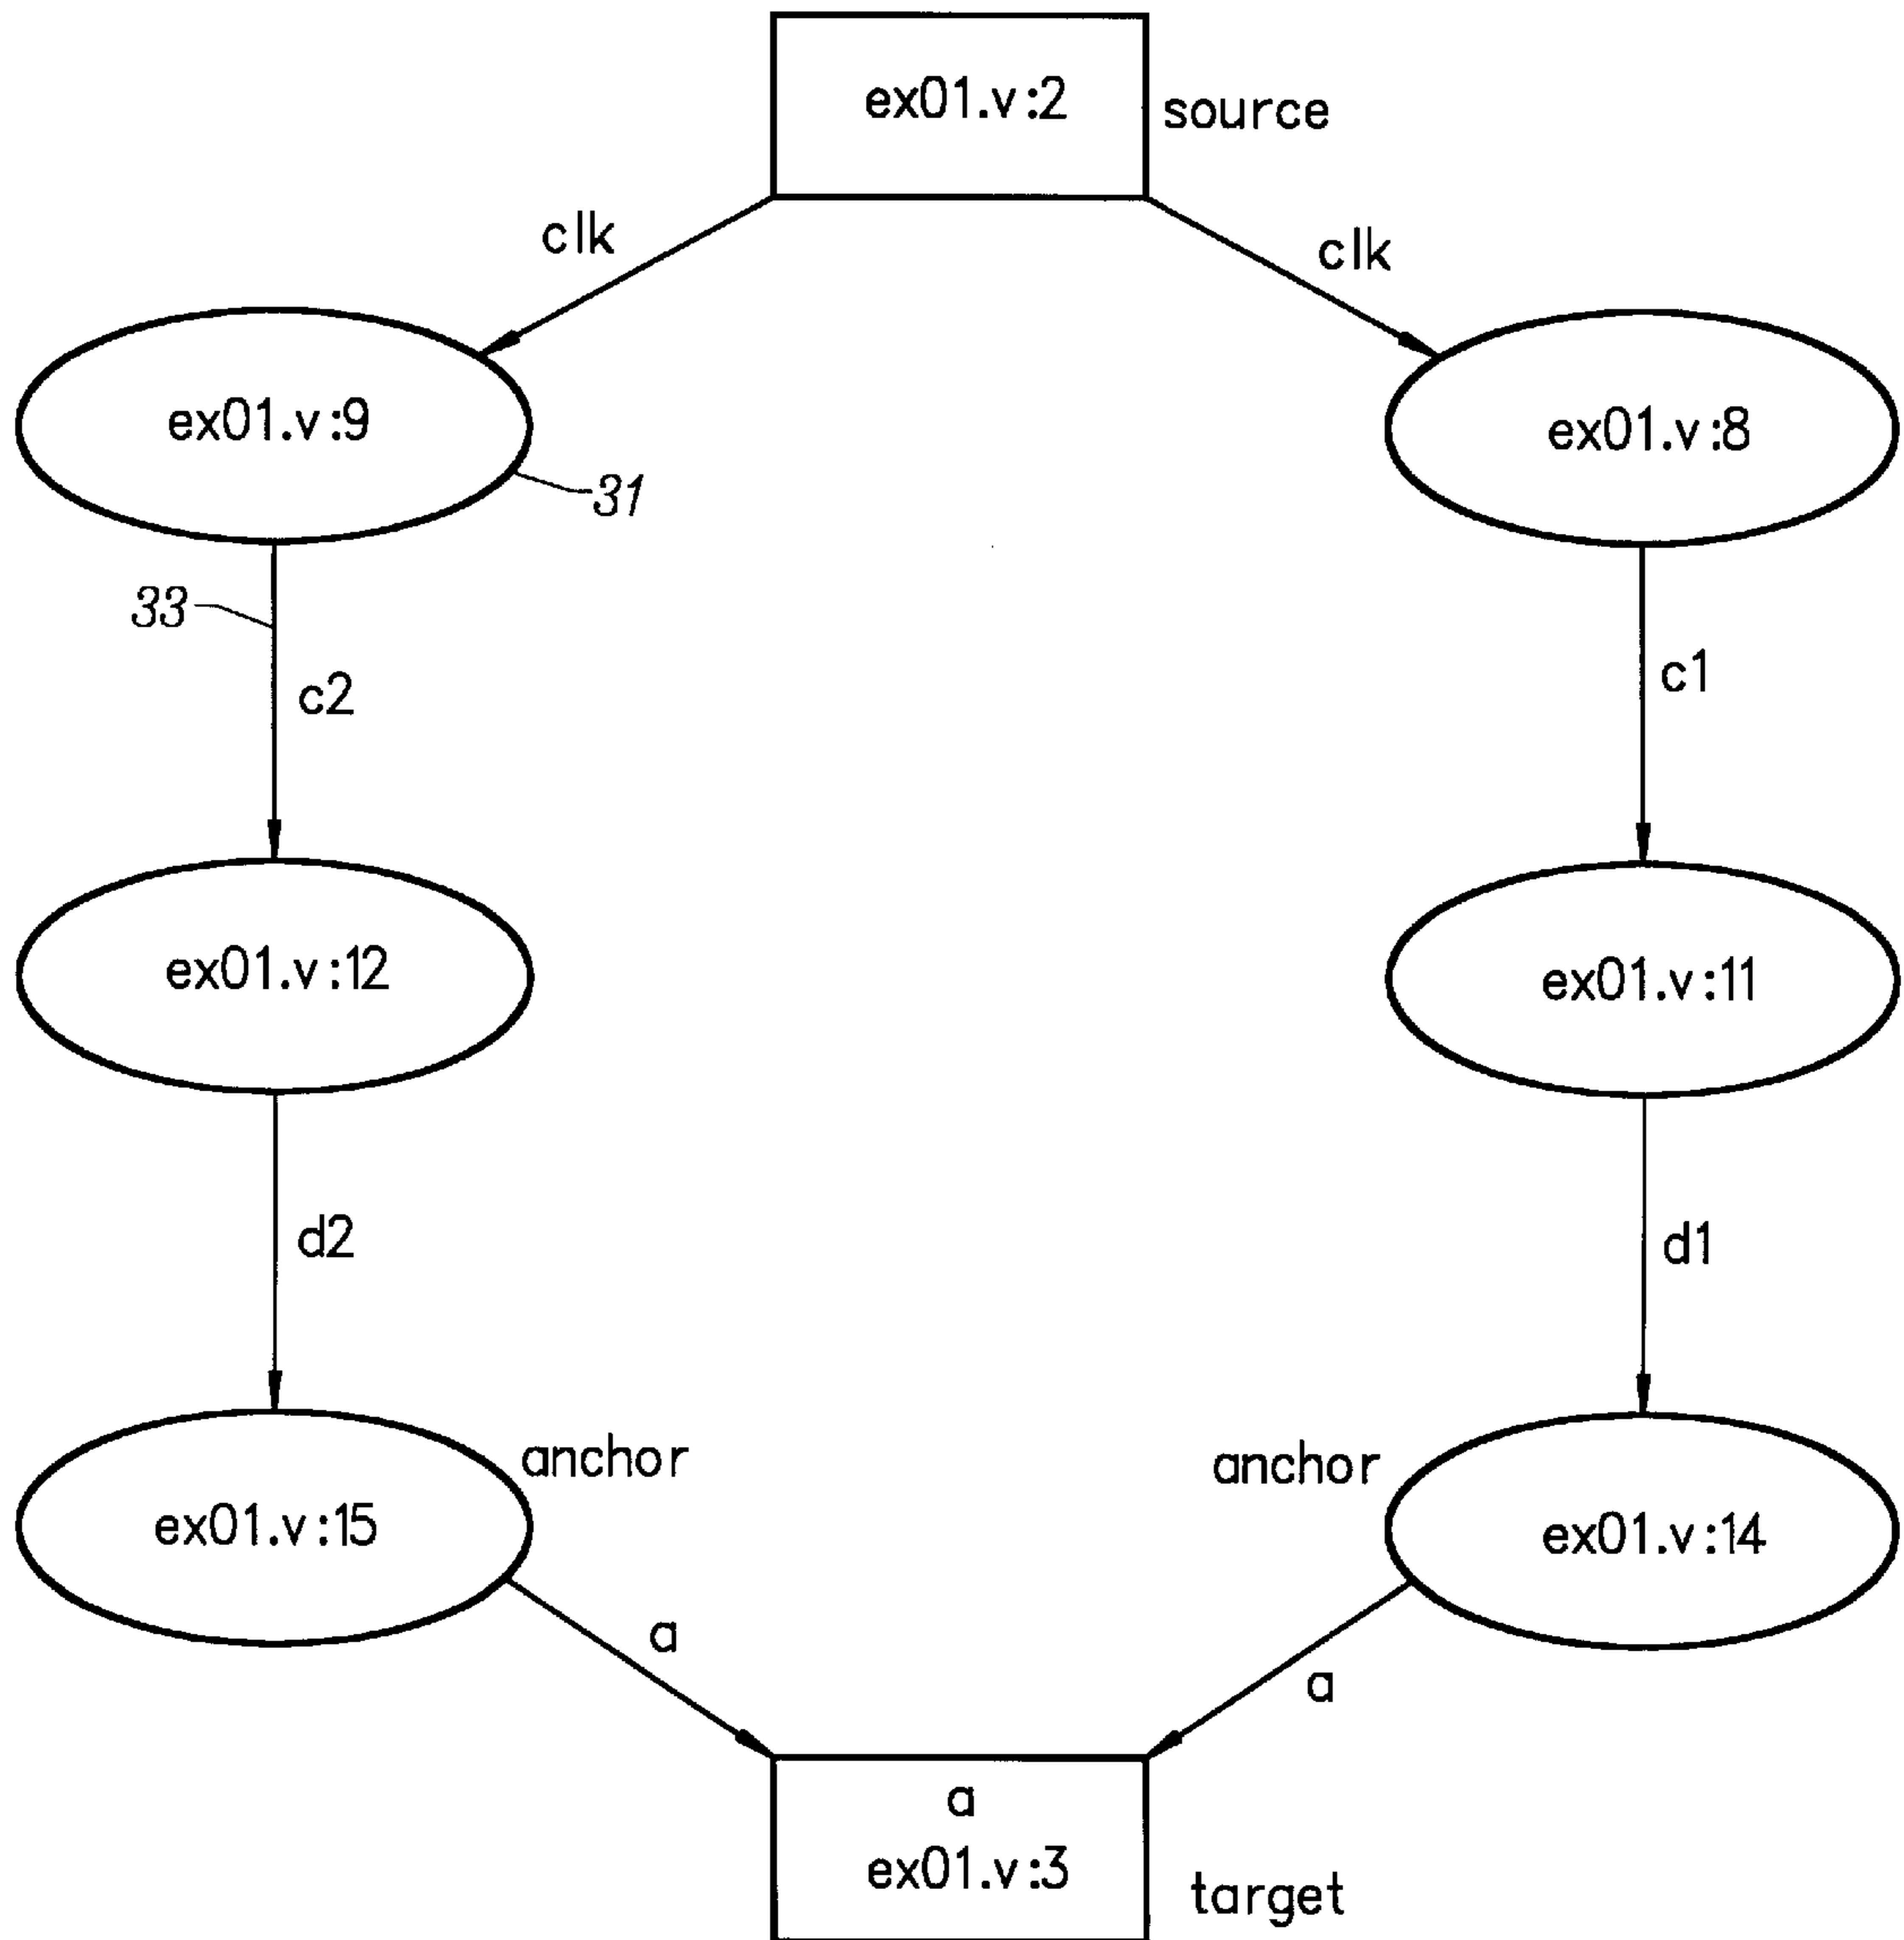 ex01.v:2
source
clk
clk
ex01.v:9
ex01.v:8
31
33
c2
c1
ex01.v:12
ex01.v:11
d2
d1
anchor
anchor
ex01.v:15
ex01.v:14
a
a
a
ex01.v:3
target